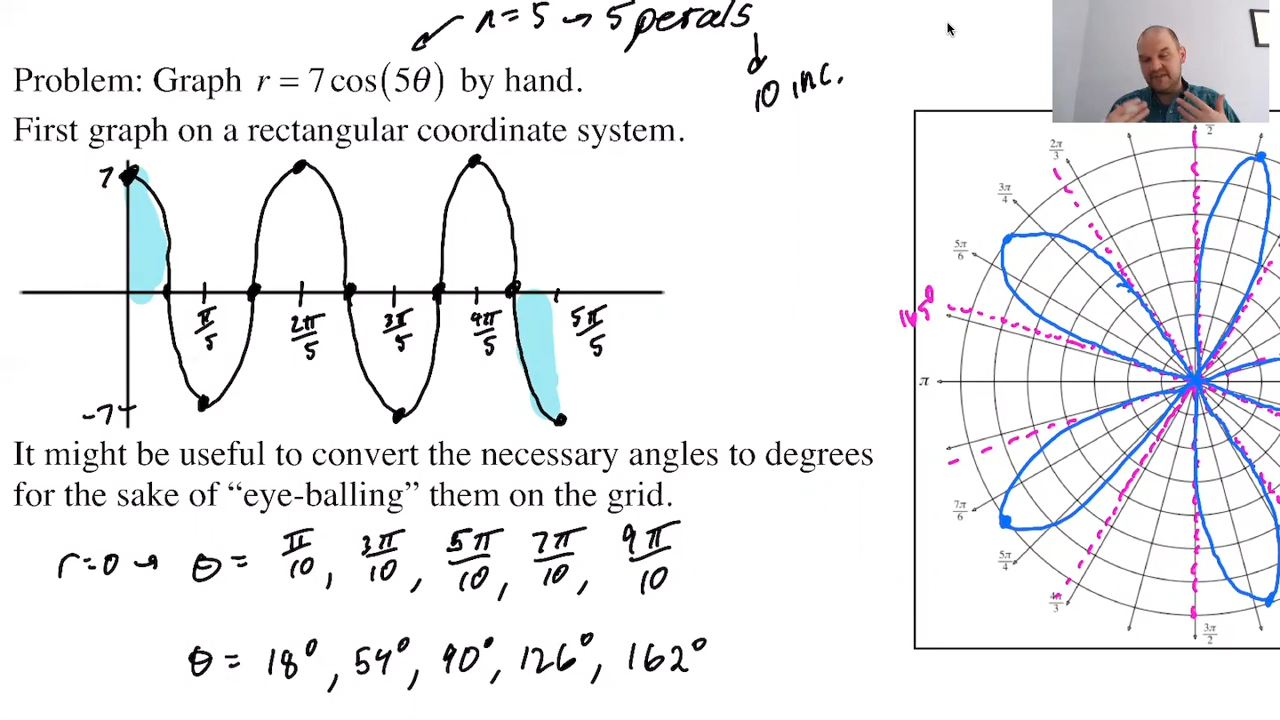 n = 5 → 5 petals
10 inc.
Problem: Graph r = 7 cos(5θ) by hand.
First graph on a rectangular coordinate system.
7
-7
π/5 2π/5 3π/5 4π/5 5π/5
It might be useful to convert the necessary angles to degrees
for the sake of “eye-balling” them on the grid.
r=0 → θ = π/10, 3π/10, 5π/10, 7π/10, 9π/10
θ = 18°, 54°, 90°, 126°, 162°
2π/3
3π/4
5π/6
165°
π
7π/6
5π/4
4π/3
3π/2